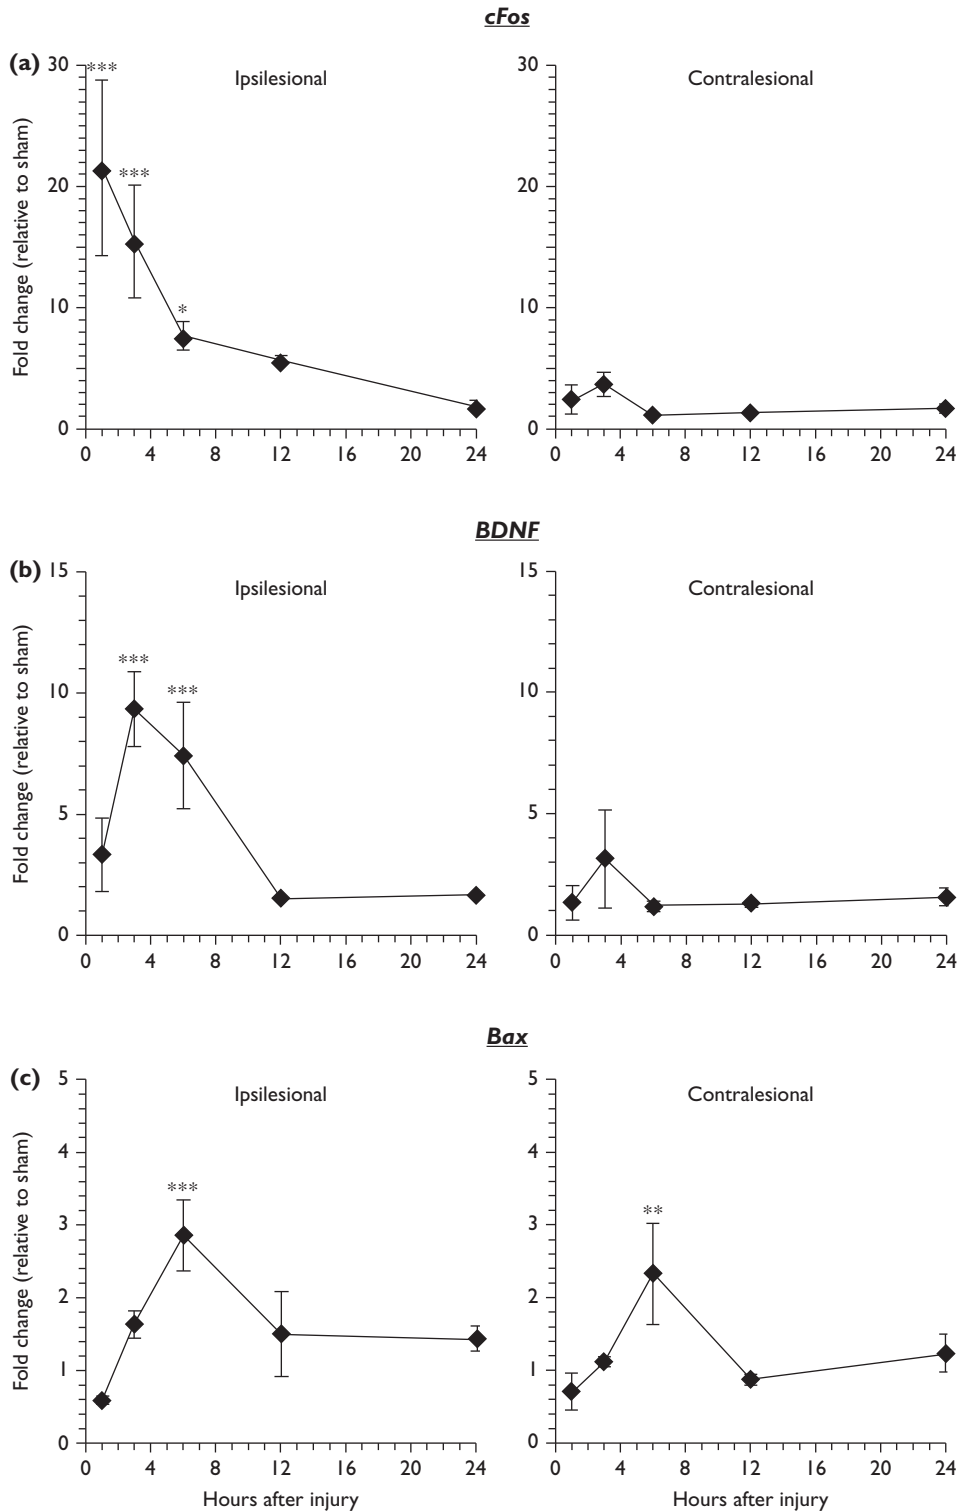 cFos
(a)
Ipsilesional
Contralesional
Fold change (relative to sham)
30
20
10
0
***
***
*
0 4 8 12 16 20 24
30
20
10
0
0 4 8 12 16 20 24
BDNF
(b)
Ipsilesional
Contralesional
Fold change (relative to sham)
15
10
5
0
***
***
0 4 8 12 16 20 24
15
10
5
0
0 4 8 12 16 20 24
Bax
(c)
Ipsilesional
Contralesional
Fold change (relative to sham)
5
4
3
2
1
0
***
0 4 8 12 16 20 24
Hours after injury
5
4
3
2
1
0
**
0 4 8 12 16 20 24
Hours after injury